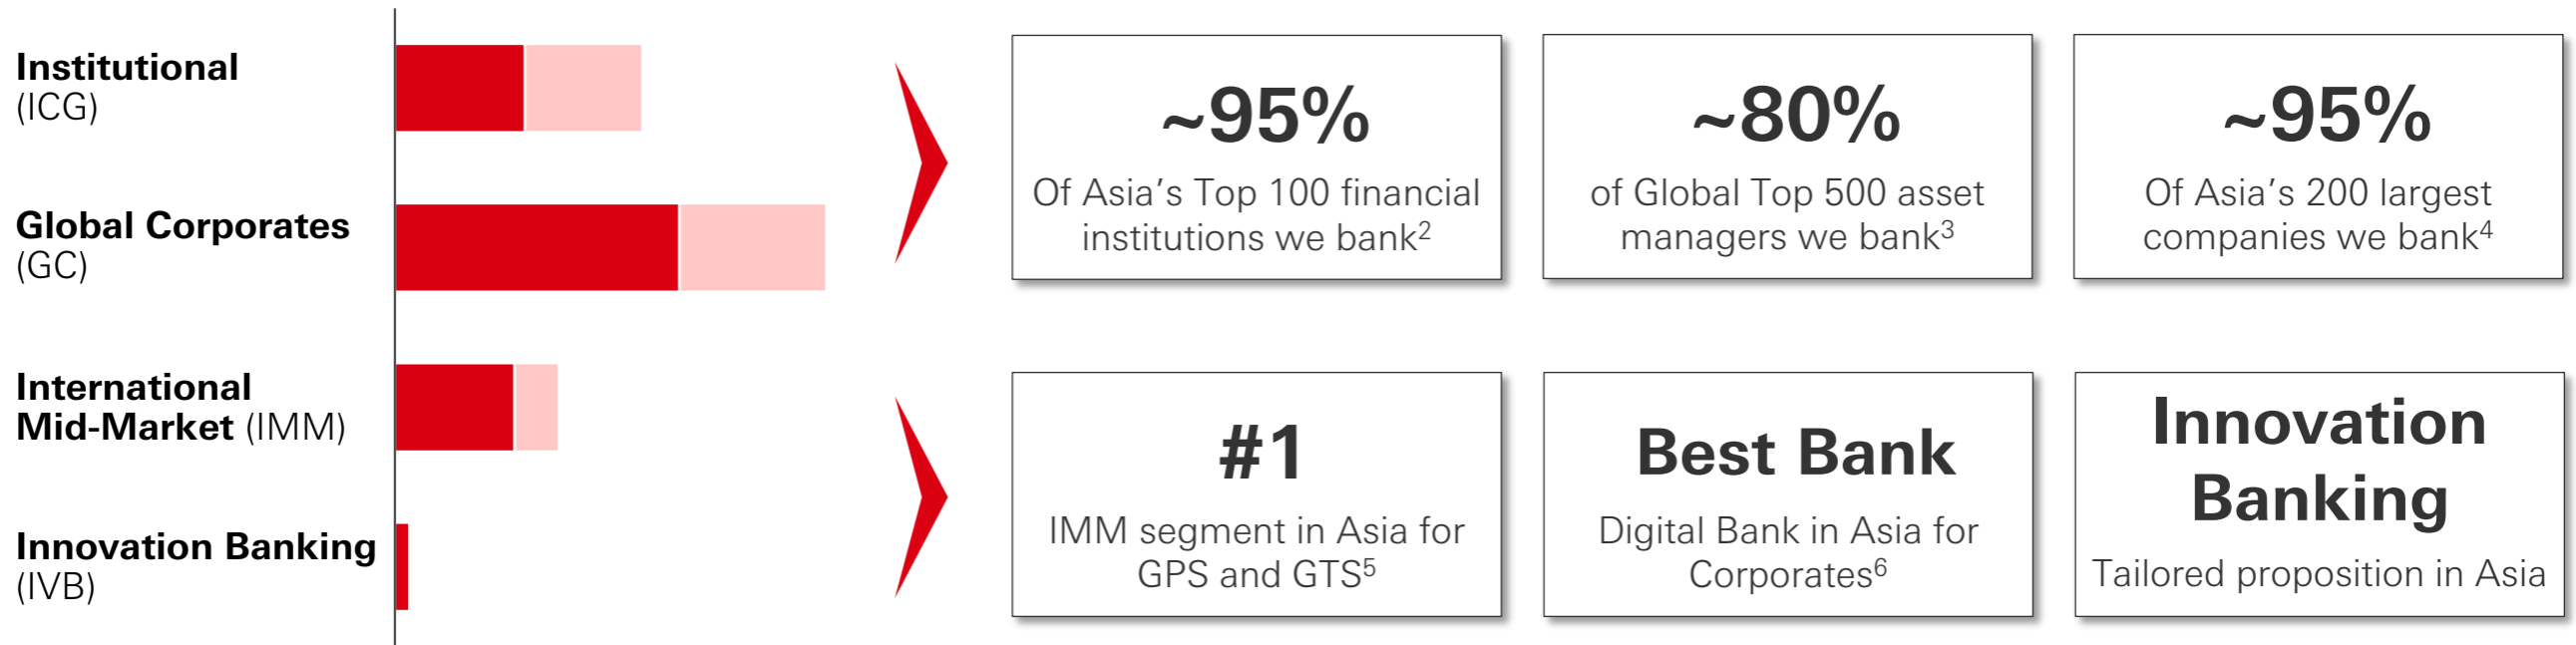 Institutional
(ICG)
Global Corporates
(GC)
International
Mid-Market (IMM)
Innovation Banking
(IVB)
~95%
Of Asia's Top 100 financial
institutions we bank²
~80%
of Global Top 500 asset
managers we bank³
~95%
Of Asia's 200 largest
companies we bank⁴
#1
IMM segment in Asia for
GPS and GTS⁵
Best Bank
Digital Bank in Asia for
Corporates⁶
Innovation
Banking
Tailored proposition in Asia